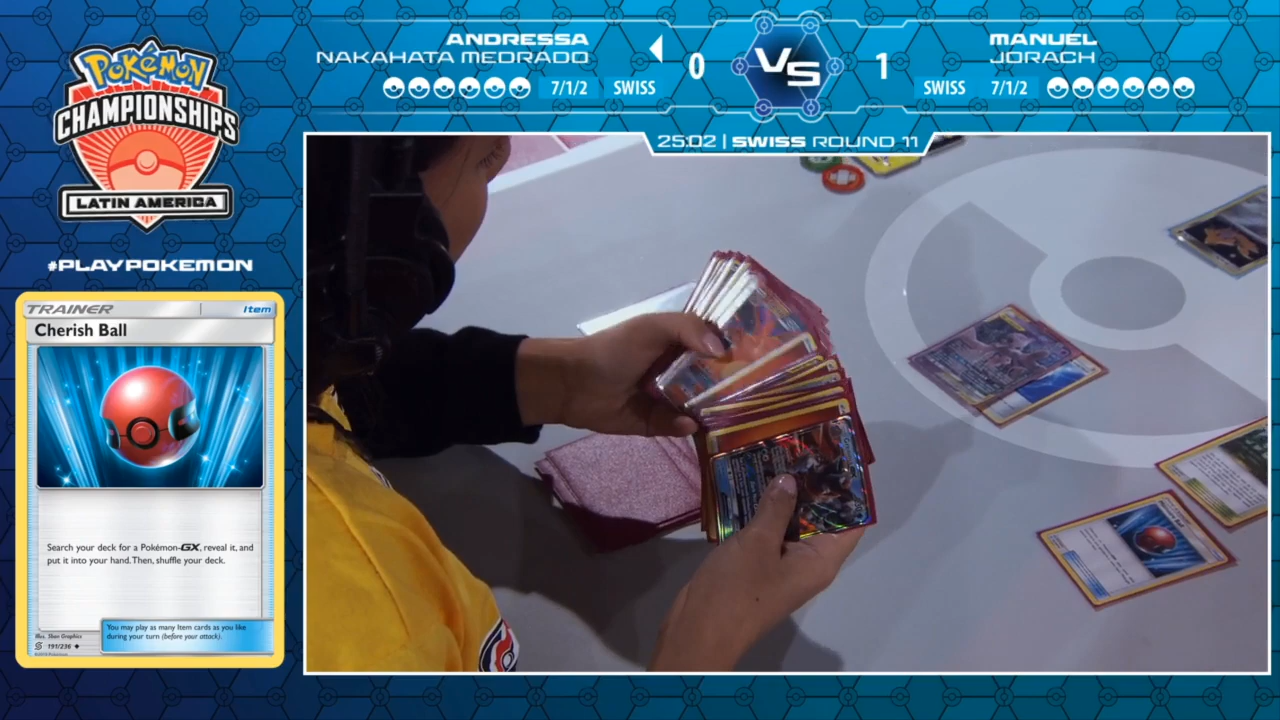 Pokémon
CHAMPIONSHIPS
LATIN AMERICA
#PLAYPOKEMON
ANDRESSA
NAKAHATA MEDRADO
7/1/2 SWISS
0
VS
1
MANUEL
JORACH
SWISS 7/1/2
25:02 | SWISS ROUND 11
TRAINER Item
Cherish Ball
Search your deck for a Pokémon-GX, reveal it, and
put it into your hand. Then, shuffle your deck.
You may play as many Item cards as you like
during your turn (before your attack).
191/236